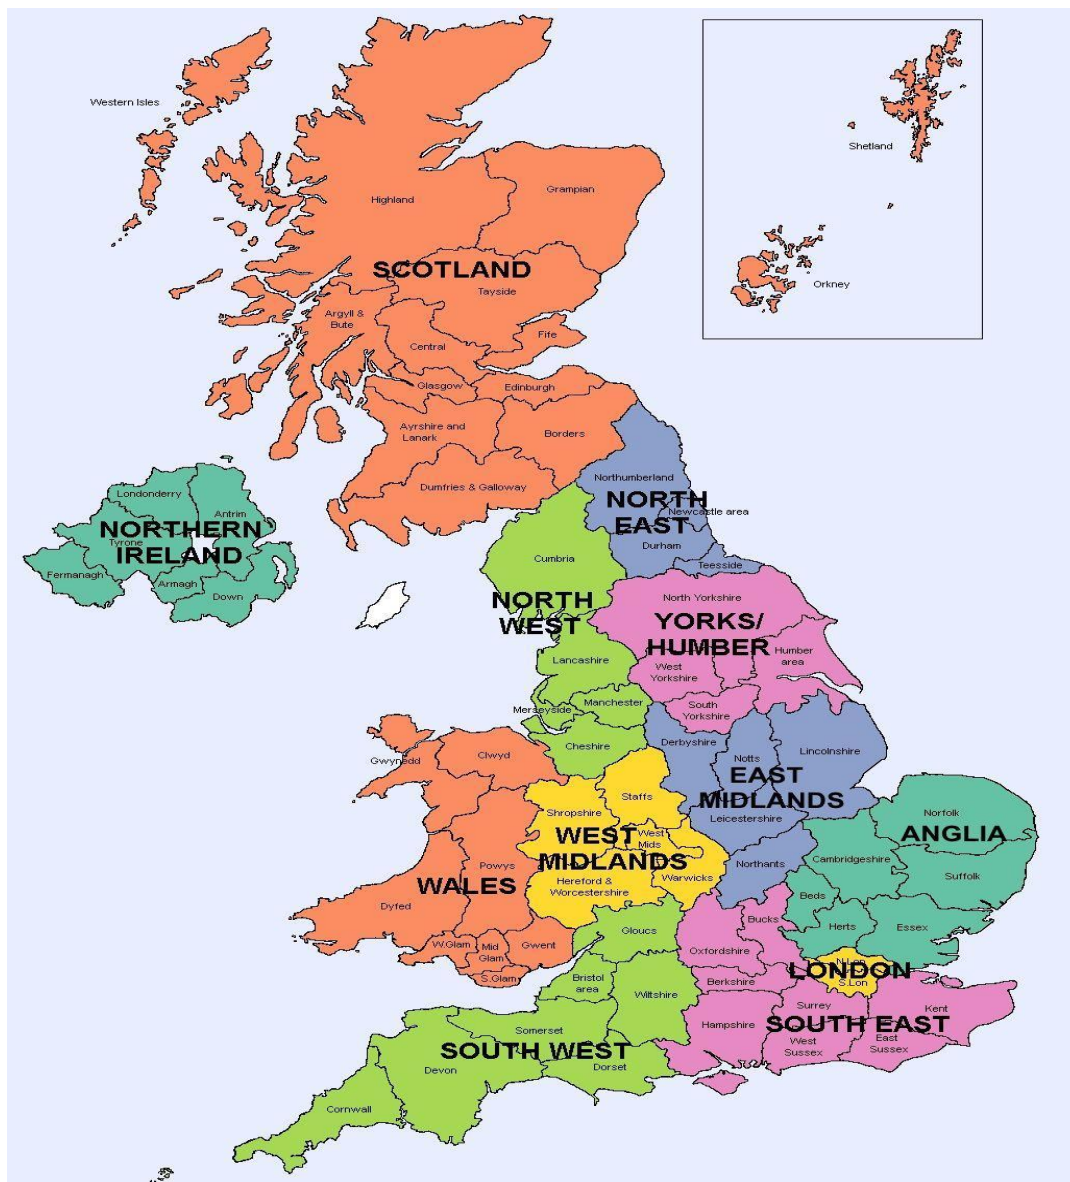 Western Isles
Shetland
Highland
Grampian
SCOTLAND
Orkney
Tayside
Argyll &
Bute
Fife
Central
Glasgow
Edinburgh
Ayrshire and
Lanark
Borders
Northumberland
Dumfries & Galloway
Londonderry
NORTH
EAST
Antrim
Newcastle area
NORTHERN
IRELAND
Tyrone
Durham
Cumbria
Teesside
Fermanagh
Armagh
Down
North Yorkshire
NORTH
WEST
YORKS/
HUMBER
Humber
area
Lancashire
West
Yorkshire
Manchester
Merseyside
South
Yorkshire
Derbyshire
Cheshire
Lincolnshire
Clwyd
Gwynedd
Notts
EAST
MIDLANDS
Staffs
Shropshire
Norfolk
Leicestershire
WEST
MIDLANDS
West
Mids
ANGLIA
Cambridgeshire
Northants
Powys
Suffolk
Warwicks
Hereford &
Worcestershire
WALES
Beds
Dyfed
Bucks
Herts
Essex
Gloucs
W.Glam
Mid
Glam
Gwent
Oxfordshire
N.Lon
LONDON
S.Lon
S.Glam
Bristol
area
Berkshire
Wiltshire
Surrey
Kent
Hampshire
SOUTH EAST
Somerset
West
Sussex
East
Sussex
SOUTH WEST
Devon
Dorset
Cornwall